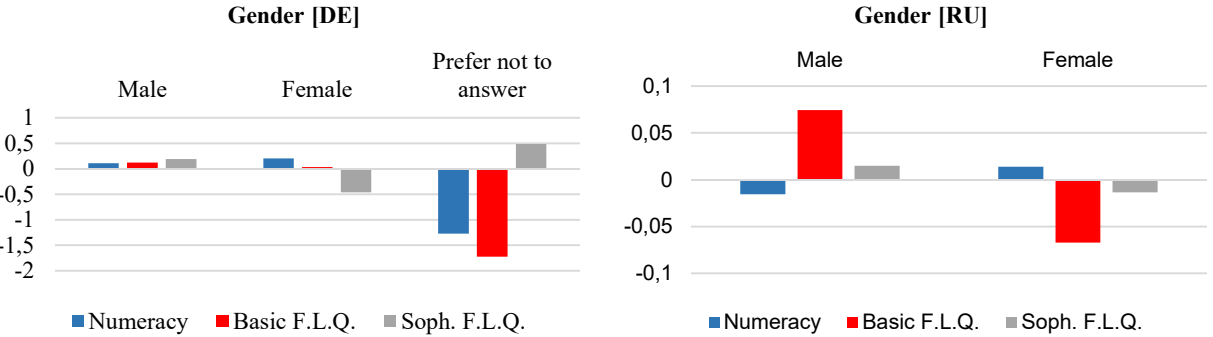 Gender [DE]
Male
Female
Prefer not to
answer
1
0,5
0
-0,5
-1
-1,5
-2
Numeracy
Basic F.L.Q.
Soph. F.L.Q.
Gender [RU]
Male
Female
0,1
0,05
0
-0,05
-0,1
Numeracy
Basic F.L.Q.
Soph. F.L.Q.